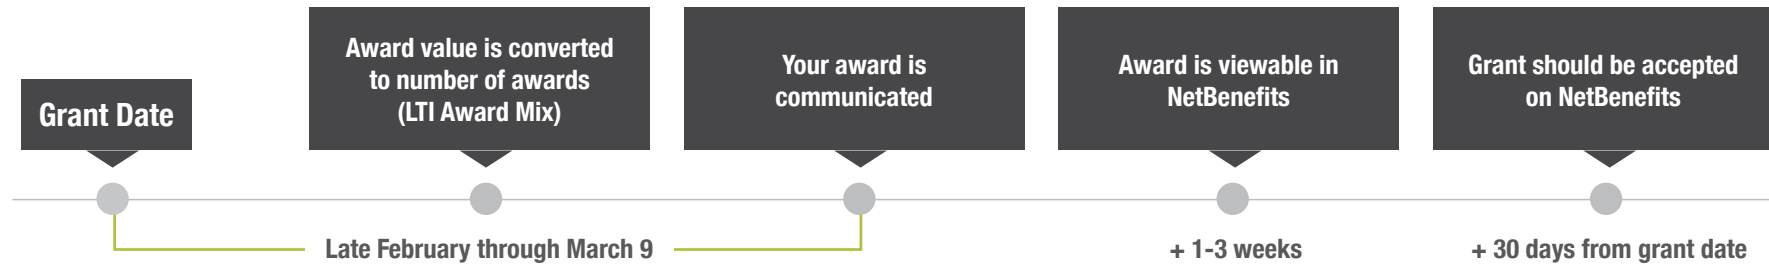 Grant Date
Award value is converted
to number of awards
(LTI Award Mix)
Your award is
communicated
Award is viewable in
NetBenefits
Grant should be accepted
on NetBenefits
Late February through March 9
+ 1-3 weeks
+ 30 days from grant date